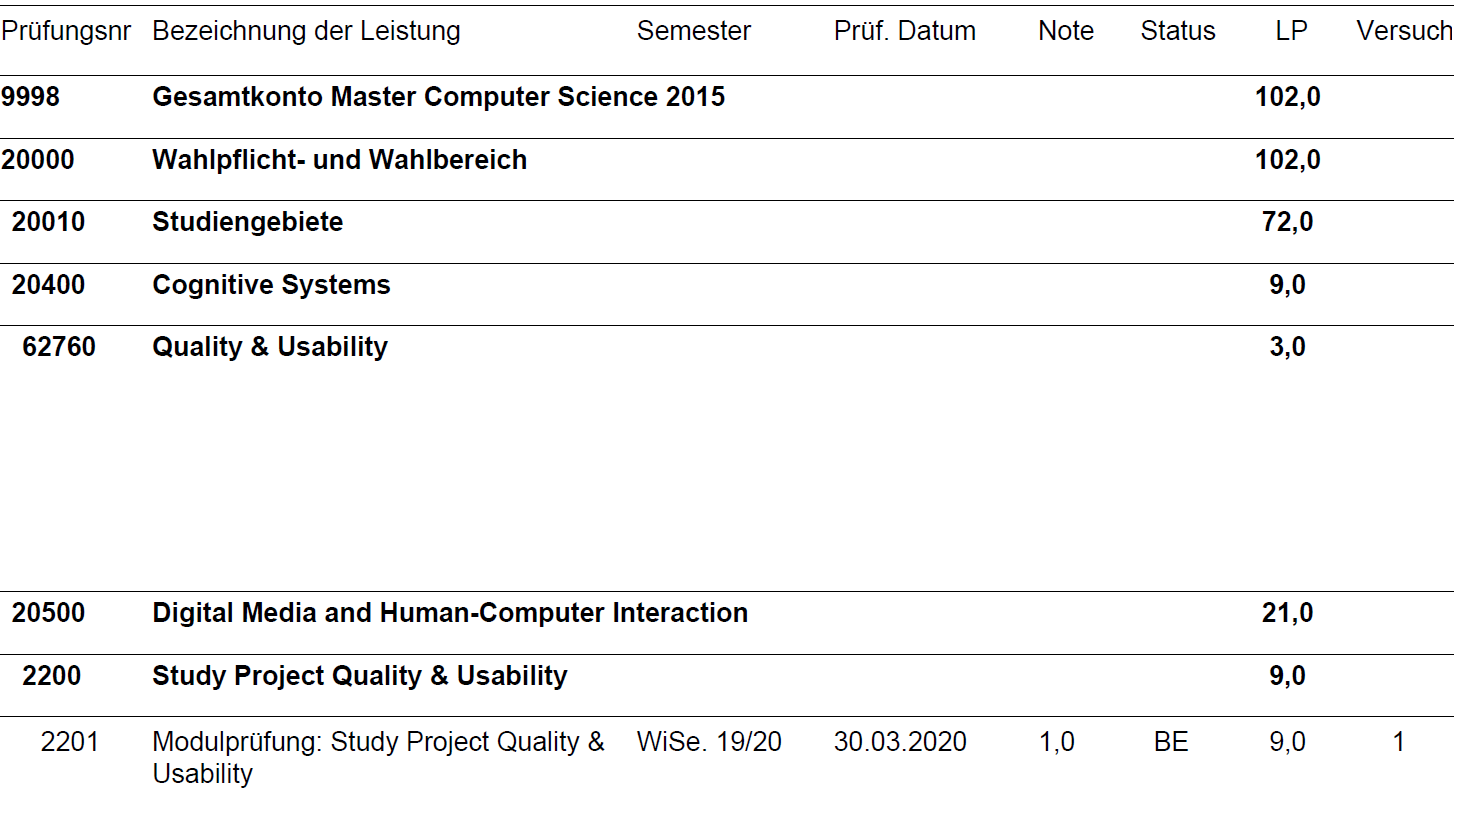 Prüfungsnr Bezeichnung der Leistung Semester Prüf. Datum Note Status LP Versuch
9998 Gesamtkonto Master Computer Science 2015 102,0
20000 Wahlpflicht- und Wahlbereich 102,0
20010 Studiengebiete 72,0
20400 Cognitive Systems 9,0
62760 Quality & Usability 3,0
20500 Digital Media and Human-Computer Interaction 21,0
2200 Study Project Quality & Usability 9,0
2201 Modulprüfung: Study Project Quality & WiSe. 19/20 30.03.2020 1,0 BE 9,0 1
Usability